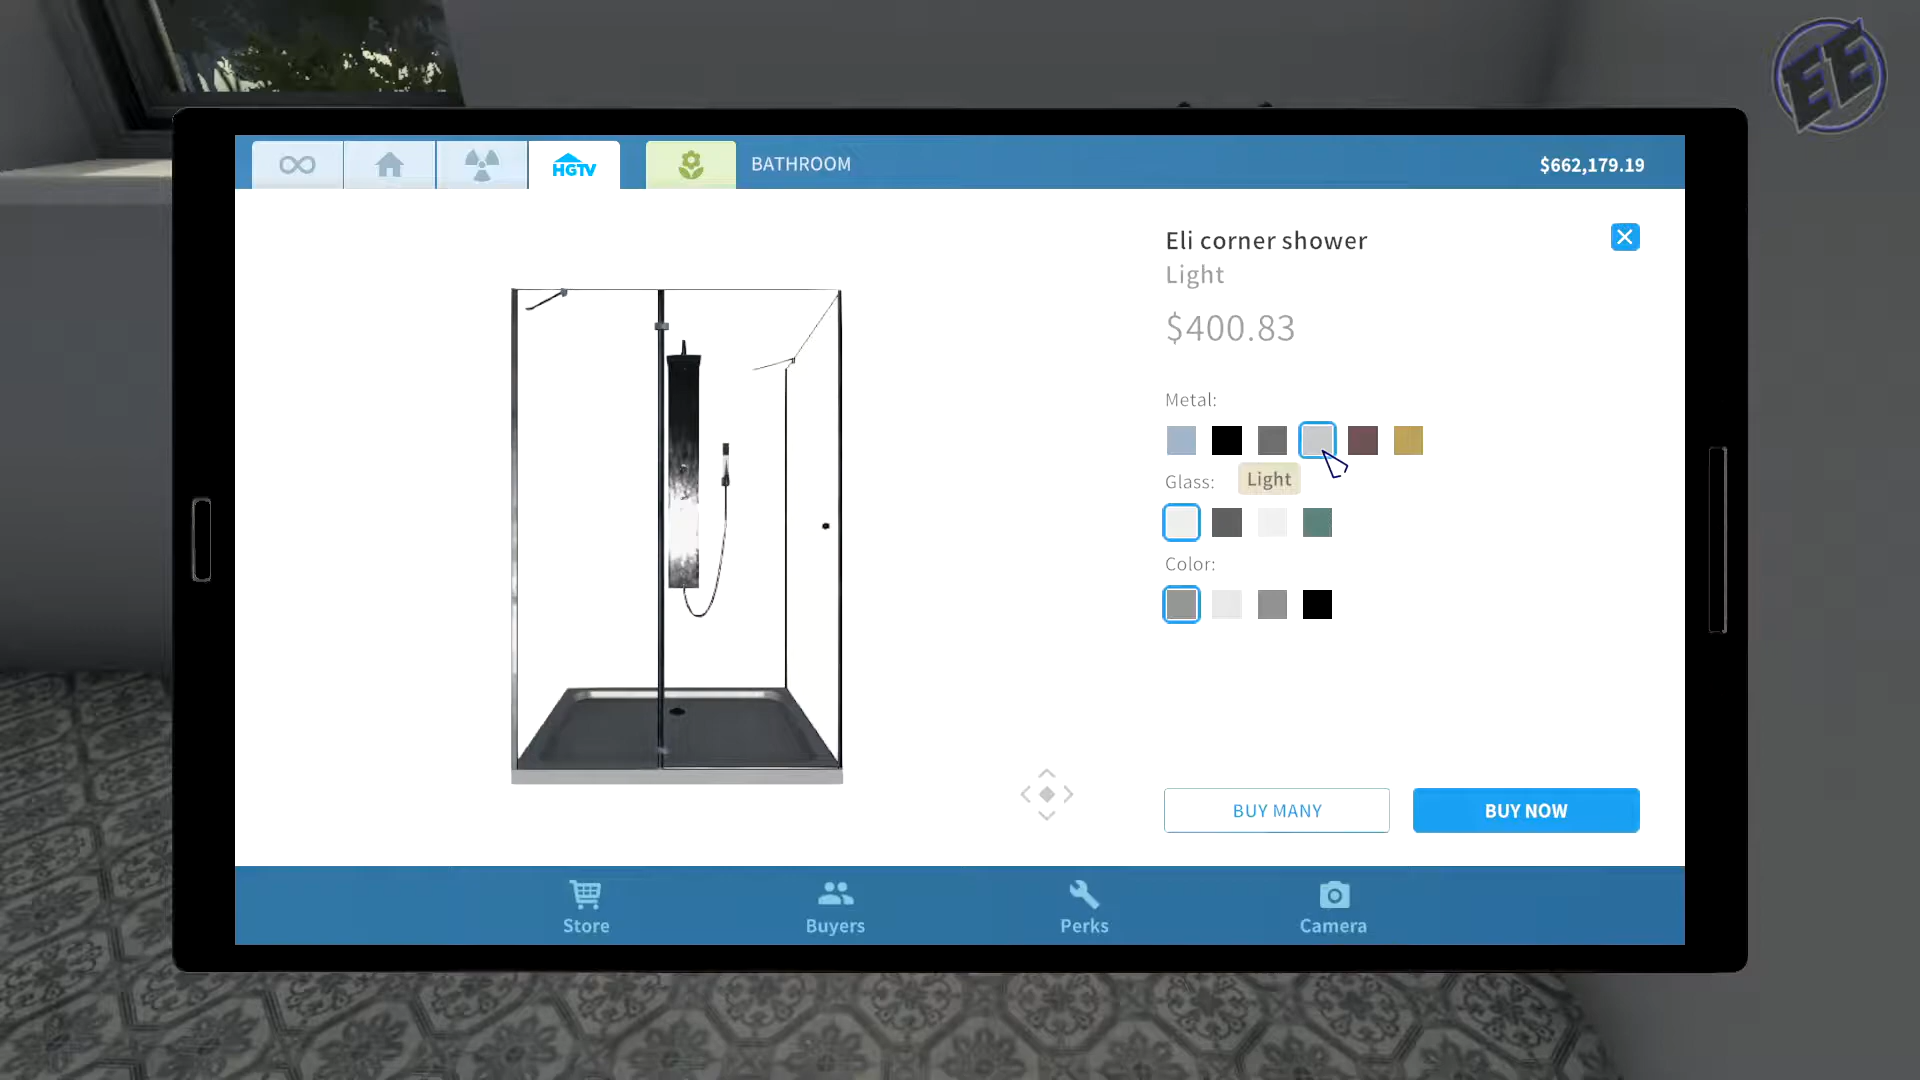 EE
HGTV
BATHROOM
$662,179.19
Eli corner shower
Light
$400.83
Metal:
Light
Glass:
Color:
BUY MANY
BUY NOW
Store
Buyers
Perks
Camera